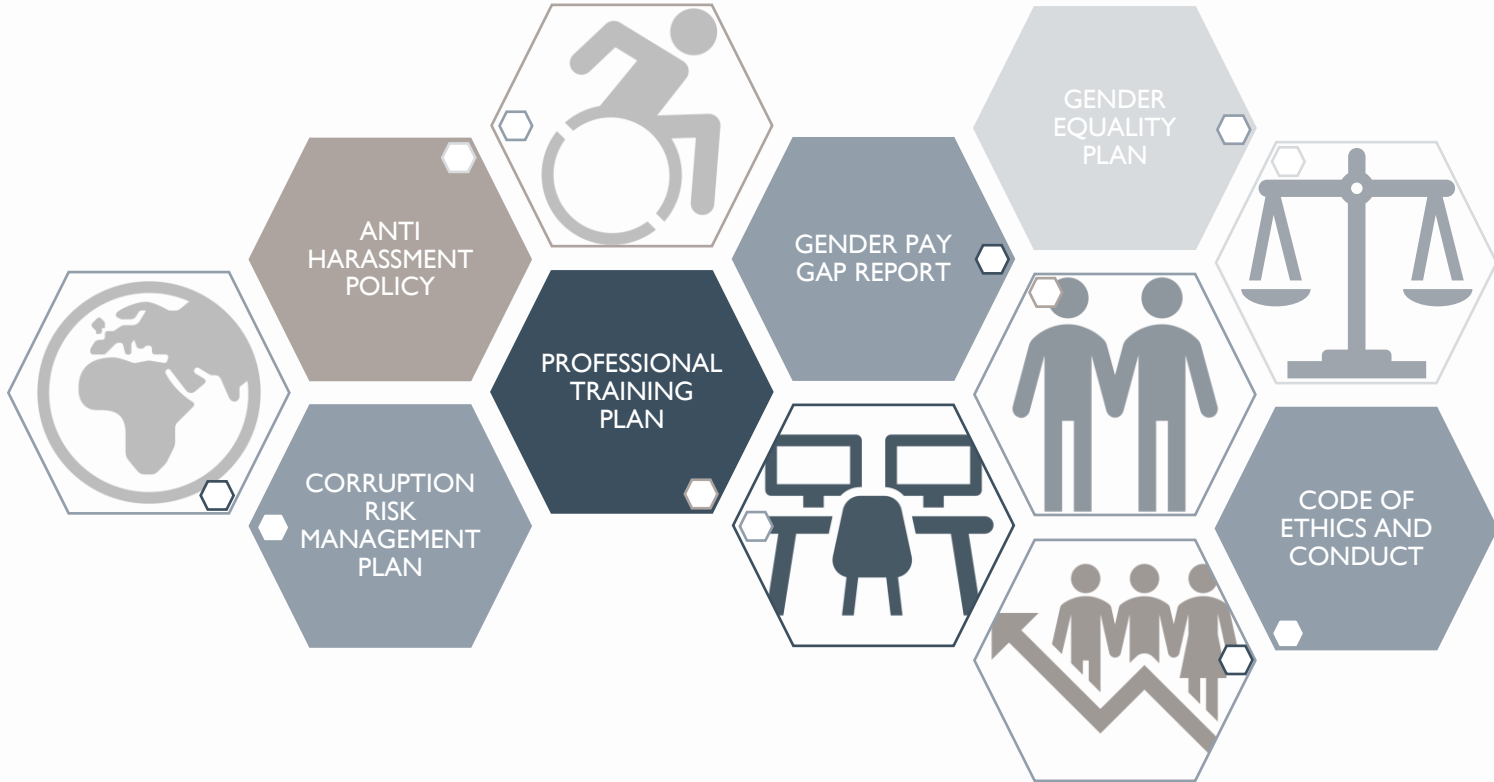 GENDER
EQUALITY
PLAN
ANTI
HARASSMENT
POLICY
GENDER PAY
GAP REPORT
PROFESSIONAL
TRAINING
PLAN
CORRUPTION
RISK
MANAGEMENT
PLAN
CODE OF
ETHICS AND
CONDUCT